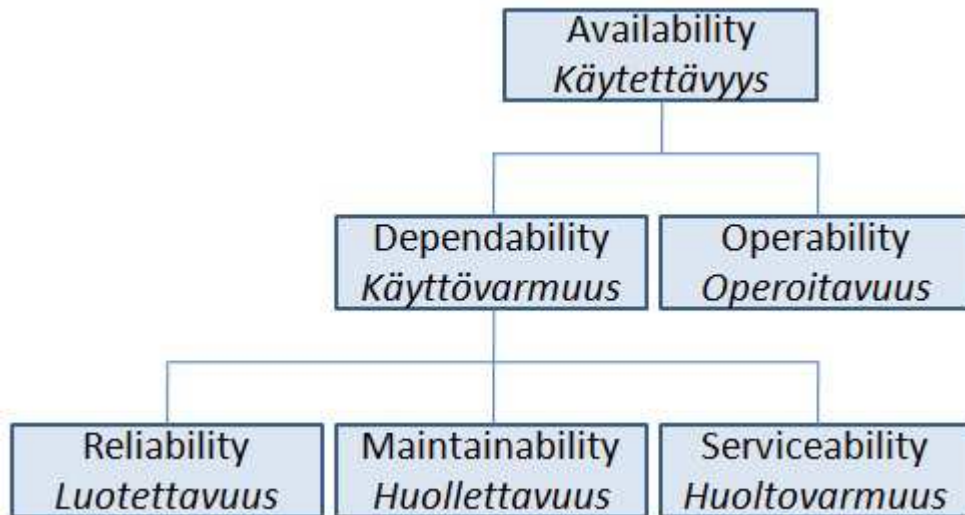 Availability
Käytettävyys
Dependability
Käyttövarmuus
Operability
Operoitavuus
Reliability
Luotettavuus
Maintainability
Huollettavuus
Serviceability
Huoltovarmuus